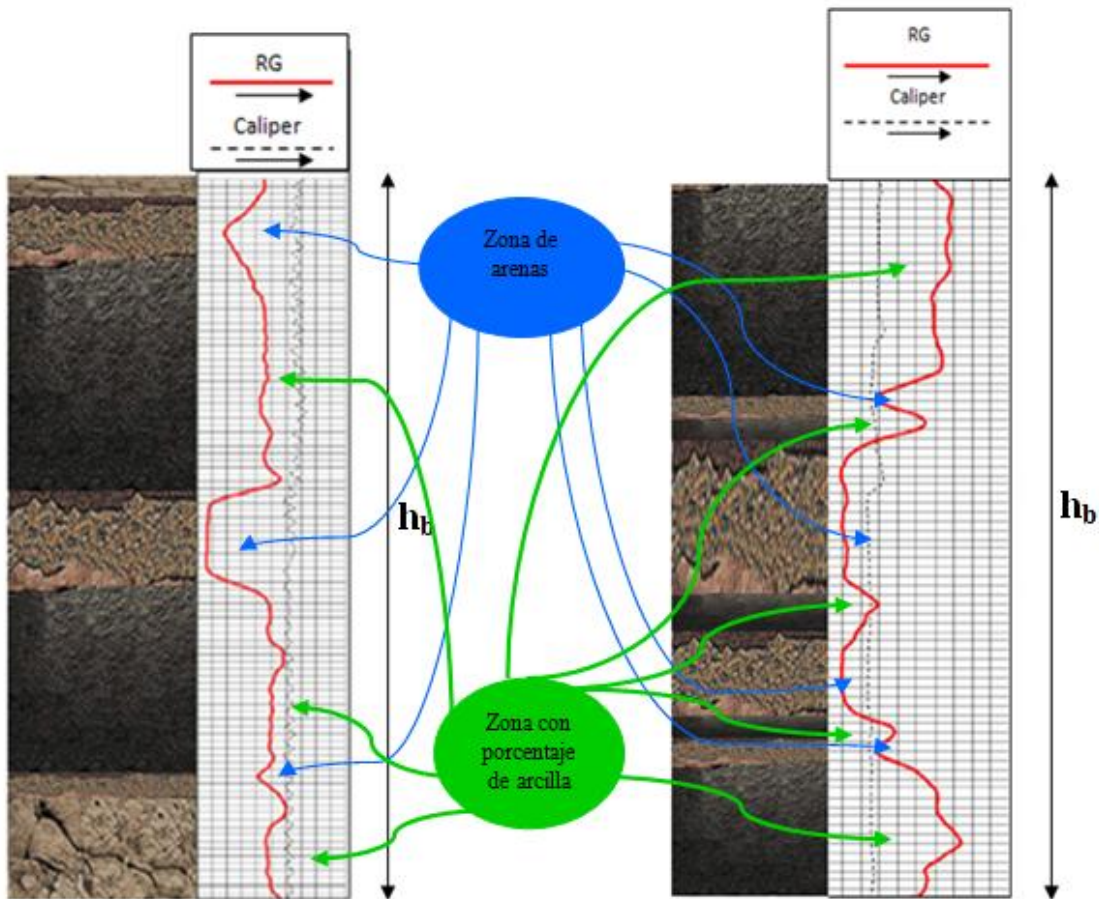 RG
Caliper
RG
Caliper
Zona de
arenas
hb
hb
Zona con
porcentaje
de arcilla